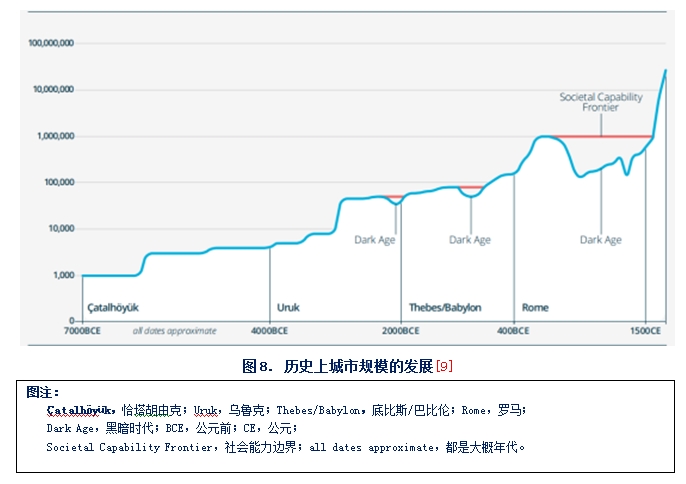 100,000,000
10,000,000
Societal Capability
Frontier
1,000,000
100,000
10,000
Dark Age
Dark Age
Dark Age
1,000
Çatalhöyük
Uruk
Thebes/Babylon
Rome
0
7000BCE
all dates approximate
4000BCE
2000BCE
400BCE
1500CE
图8. 历史上城市规模的发展[9]
图注:
Çatalhöyük, 恰塔胡由克; Uruk, 乌鲁克; Thebes/Babylon, 底比斯/巴比伦; Rome, 罗马;
Dark Age, 黑暗时代; BCE, 公元前; CE, 公元;
Societal Capability Frontier, 社会能力边界; all dates approximate, 都是大概年代。